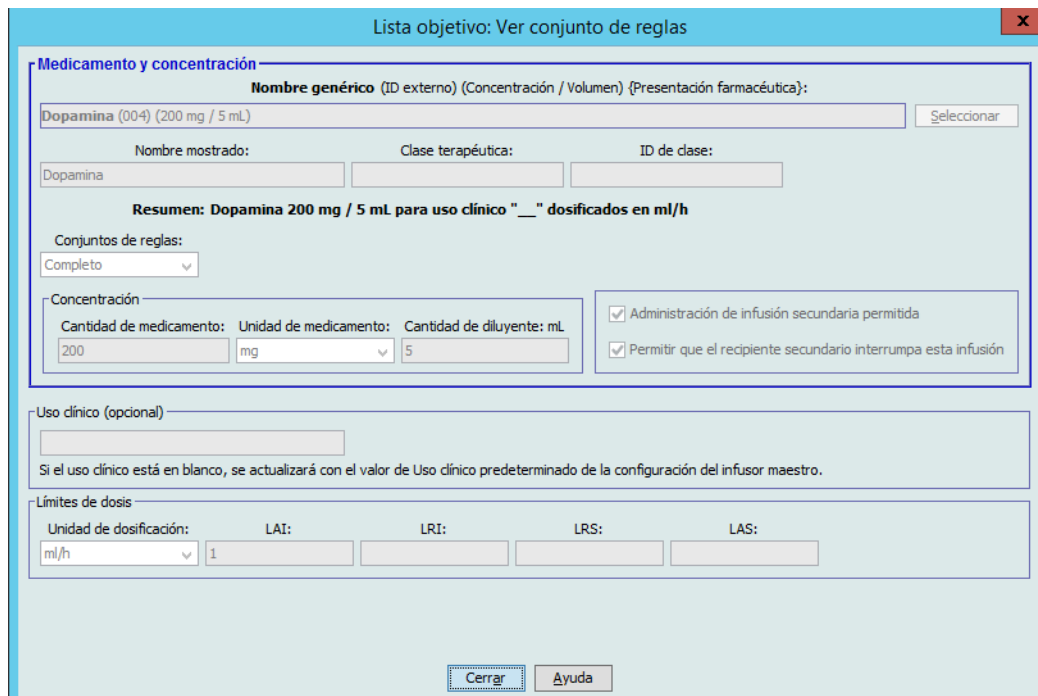 Lista objetivo: Ver conjunto de reglas
x
Medicamento y concentración
Nombre genérico (ID externo) (Concentración / Volumen) {Presentación farmacéutica}:
Dopamina (004) (200 mg / 5 mL)
Seleccionar
Nombre mostrado: Clase terapéutica: ID de clase:
Dopamina
Resumen: Dopamina 200 mg / 5 mL para uso clínico "__" dosificados en ml/h
Conjuntos de reglas:
Completo
Concentración
Cantidad de medicamento: Unidad de medicamento: Cantidad de diluyente: mL
200 mg 5
Administración de infusión secundaria permitida
Permitir que el recipiente secundario interrumpa esta infusión
Uso clínico (opcional)
Si el uso clínico está en blanco, se actualizará con el valor de Uso clínico predeterminado de la configuración del infusor maestro.
Límites de dosis
Unidad de dosificación: LAI: LRI: LRS: LAS:
ml/h 1
Cerrar Ayuda